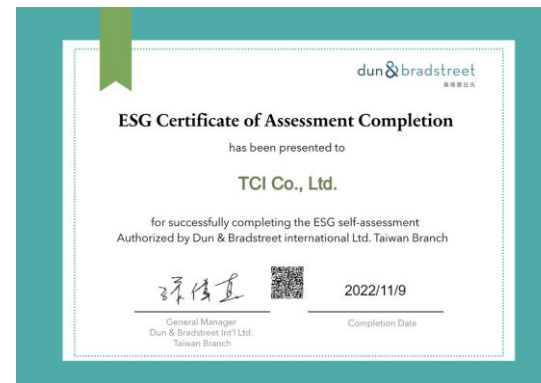 dun&bradstreet
ESG Certificate of Assessment Completion
has been presented to
TCI Co., Ltd.
for successfully completing the ESG self-assessment
Authorized by Dun & Bradstreet international Ltd. Taiwan Branch
2022/11/9
General Manager
Completion Date
Dun & Bradstreet Int'l Ltd.
Taiwan Branch